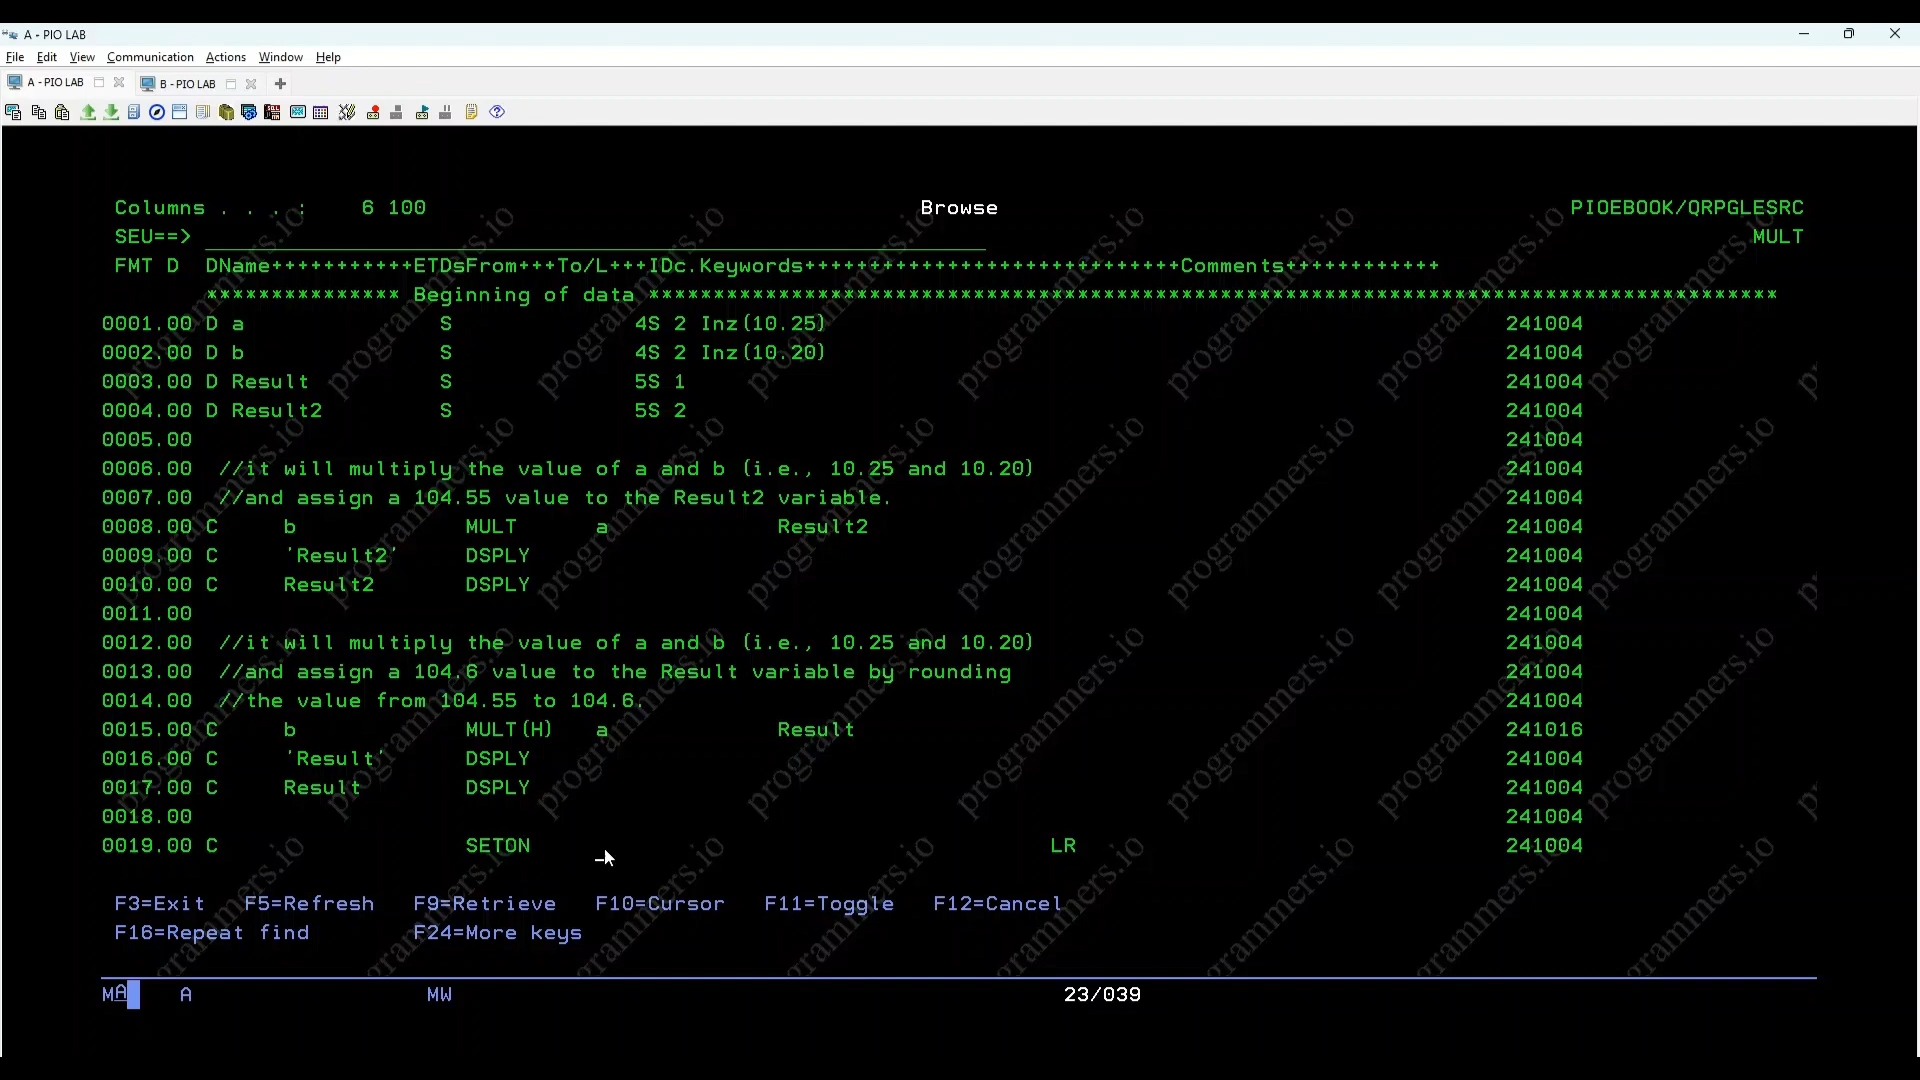 A - PIO LAB
File Edit View Communication Actions Window Help
A - PIO LAB B - PIO LAB
Columns . . . : 6 100 Browse PIOEBOOK/QRPGLESRC
SEU==> MULT
FMT D DName+++++++++++ETDsFrom+++To/L+++IDc.Keywords+++++++++++++++++++++++++++++Comments++++++++++++
*************** Beginning of data ***************************************************************************************
0001.00 D a S 4S 2 Inz(10.25) 241004
0002.00 D b S 4S 2 Inz(10.20) 241004
0003.00 D Result S 5S 1 241004
0004.00 D Result2 S 5S 2 241004
0005.00 241004
0006.00 //it will multiply the value of a and b (i.e., 10.25 and 10.20) 241004
0007.00 //and assign a 104.55 value to the Result2 variable. 241004
0008.00 C b MULT a Result2 241004
0009.00 C 'Result2' DSPLY 241004
0010.00 C Result2 DSPLY 241004
0011.00 241004
0012.00 //it will multiply the value of a and b (i.e., 10.25 and 10.20) 241004
0013.00 //and assign a 104.6 value to the Result variable by rounding 241004
0014.00 //the value from 104.55 to 104.6. 241004
0015.00 C b MULT(H) a Result 241016
0016.00 C 'Result' DSPLY 241004
0017.00 C Result DSPLY 241004
0018.00 241004
0019.00 C SETON LR 241004
F3=Exit F5=Refresh F9=Retrieve F10=Cursor F11=Toggle F12=Cancel
F16=Repeat find F24=More keys
MA A MW 23/039
programmers.io